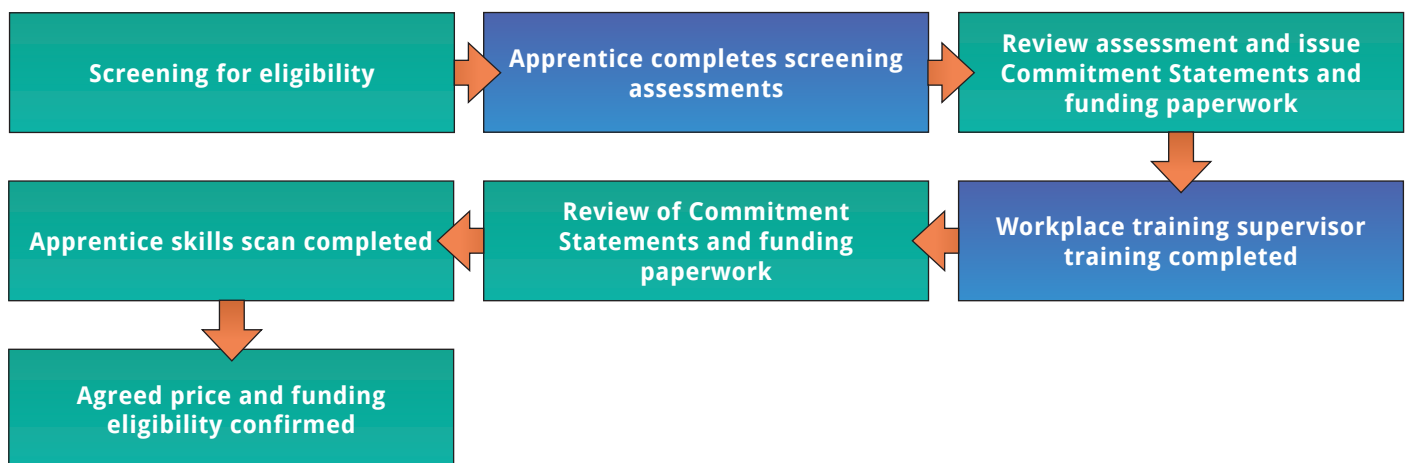 Screening for eligibility
Apprentice completes screening
assessments
Review assessment and issue
Commitment Statements and
funding paperwork
Workplace training supervisor
training completed
Review of Commitment
Statements and funding
paperwork
Apprentice skills scan completed
Agreed price and funding
eligibility confirmed